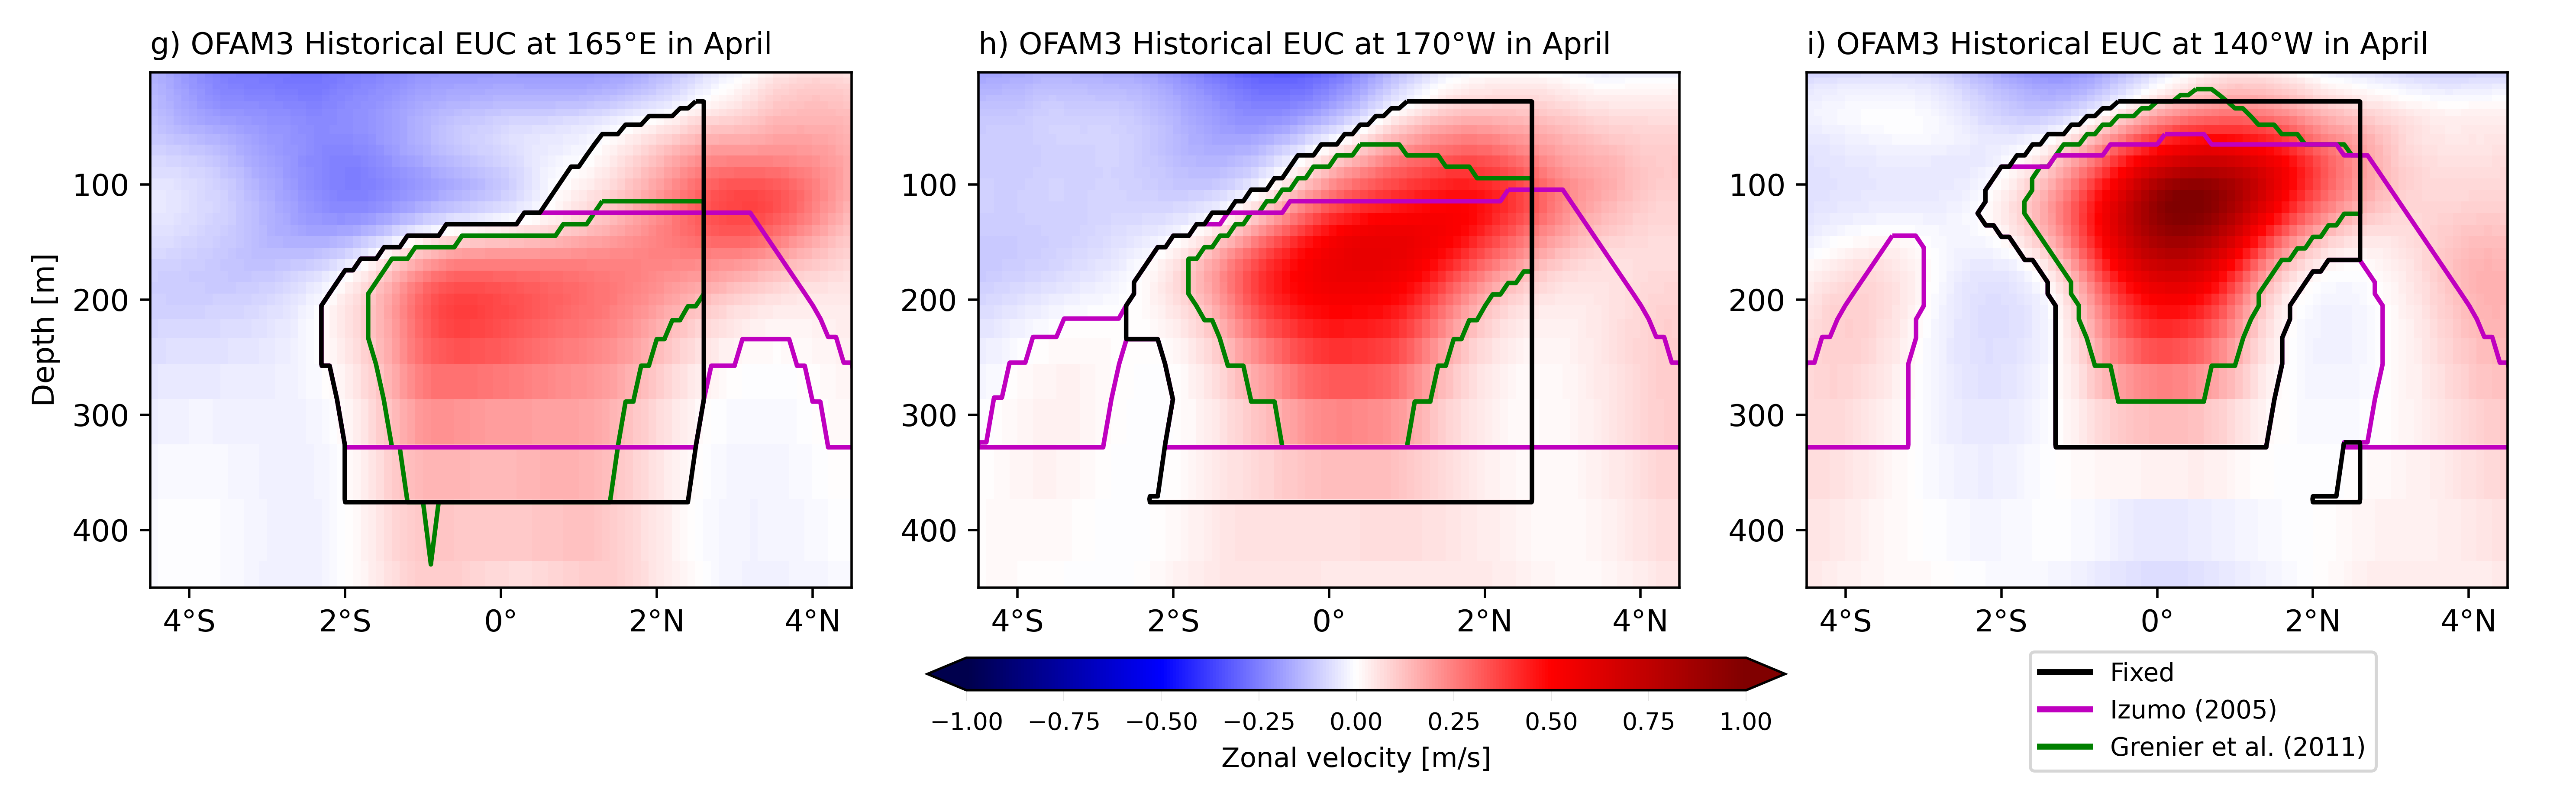 g) OFAM3 Historical EUC at 165°E in April
h) OFAM3 Historical EUC at 170°W in April
i) OFAM3 Historical EUC at 140°W in April
Depth [m]
100
200
300
400
4°S 2°S 0° 2°N 4°N
100
200
300
400
4°S 2°S 0° 2°N 4°N
100
200
300
400
4°S 2°S 0° 2°N 4°N
−1.00 −0.75 −0.50 −0.25 0.00 0.25 0.50 0.75 1.00
Zonal velocity [m/s]
Fixed
Izumo (2005)
Grenier et al. (2011)